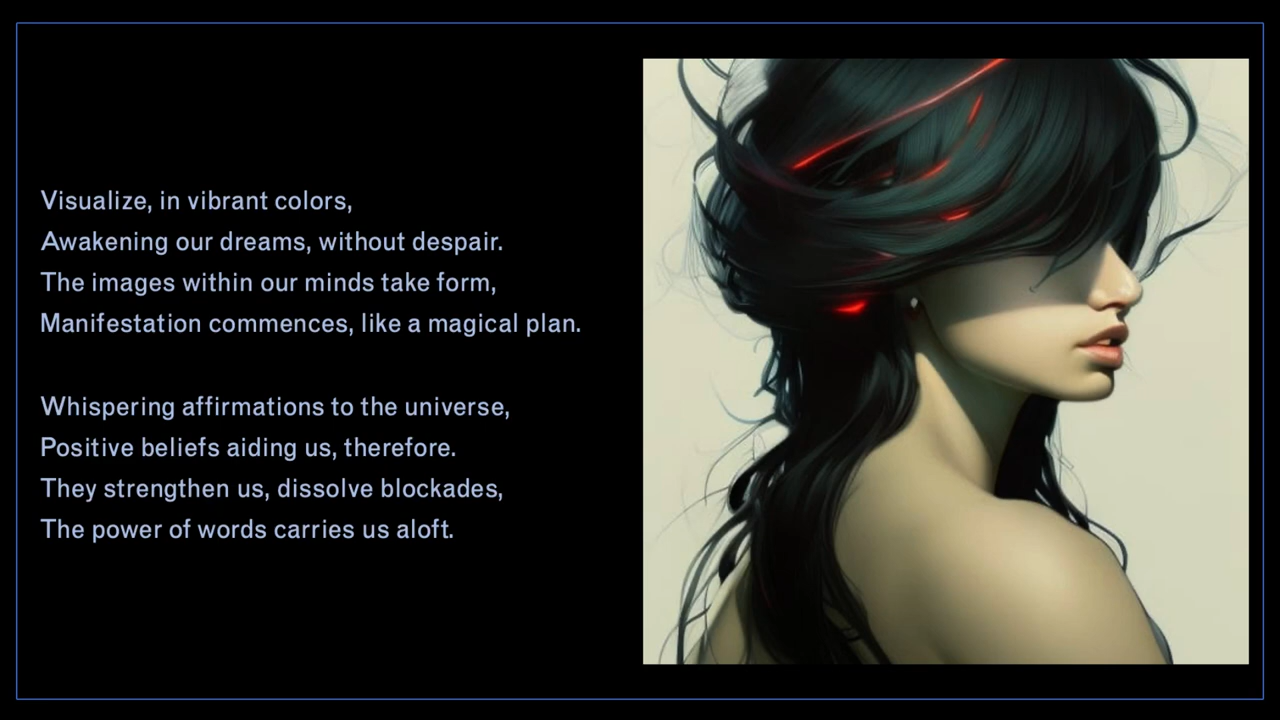 Visualize, in vibrant colors,
Awakening our dreams, without despair.
The images within our minds take form,
Manifestation commences, like a magical plan.
Whispering affirmations to the universe,
Positive beliefs aiding us, therefore.
They strengthen us, dissolve blockades,
The power of words carries us aloft.